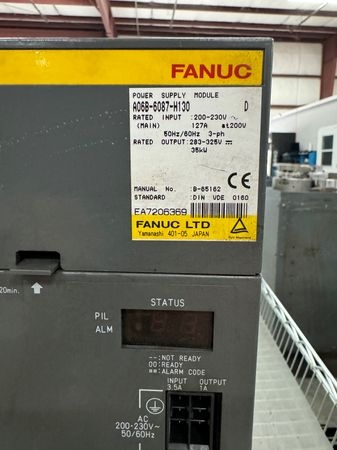 FANUC
POWER SUPPLY MODULE
A06B-6087-H130 D
RATED INPUT :200-230V~
(MAIN) 127A at200V
50Hz/60Hz 3-ph
RATED OUTPUT:283-325V
35kW
MANUAL No. :B-65162
STANDARD :DIN VDE 0160
CE
EA7206369
FANUC LTD
Yamanashi 401-05 JAPAN
20min.
STATUS
PIL
ALM
--:NOT READY
00:READY
**:ALARM CODE
INPUT OUTPUT
3.5A 1A
AC
200-230V~
50/60Hz